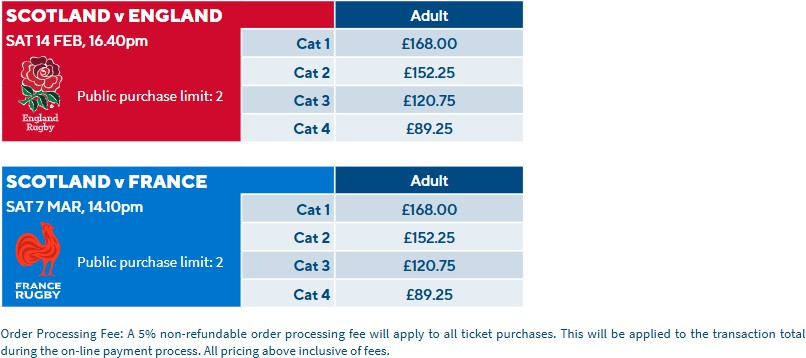 SCOTLAND v ENGLAND
Adult
SAT 14 FEB, 16.40pm
Cat 1 £168.00
Cat 2 £152.25
Public purchase limit: 2
Cat 3 £120.75
England
Rugby
Cat 4 £89.25
SCOTLAND v FRANCE
Adult
SAT 7 MAR, 14.10pm
Cat 1 £168.00
Cat 2 £152.25
Public purchase limit: 2
Cat 3 £120.75
FRANCE
RUGBY
Cat 4 £89.25
Order Processing Fee: A 5% non-refundable order processing fee will apply to all ticket purchases. This will be applied to the transaction total
during the on-line payment process. All pricing above inclusive of fees.